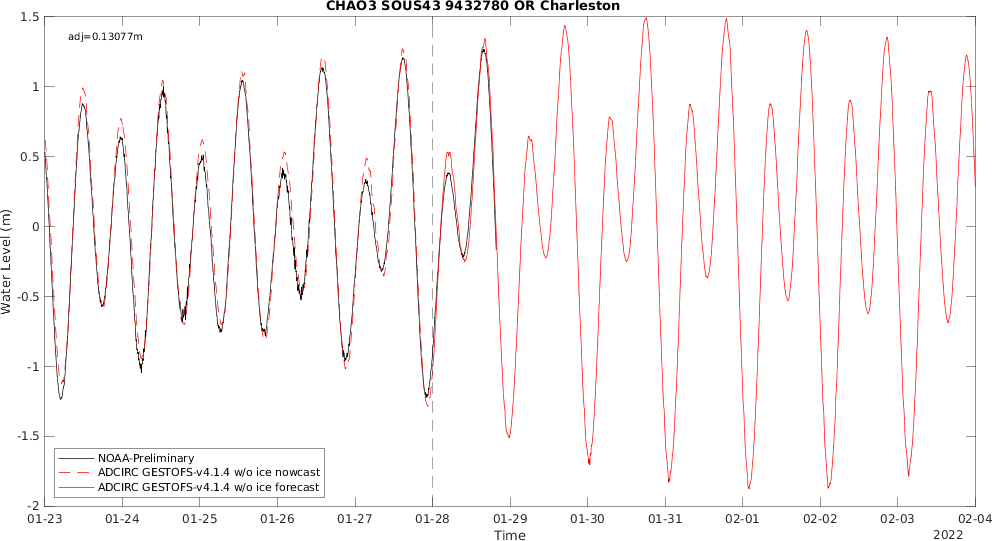 CHAO3 SOUS43 9432780 OR Charleston
adj=0.13077m
1.5
1
0.5
0
-0.5
-1
-1.5
-2
Water Level (m)
NOAA-Preliminary
ADCIRC GESTOFS-v4.1.4 w/o ice nowcast
ADCIRC GESTOFS-v4.1.4 w/o ice forecast
01-23 01-24 01-25 01-26 01-27 01-28 01-29 01-30 01-31 02-01 02-02 02-03 02-04
Time
2022